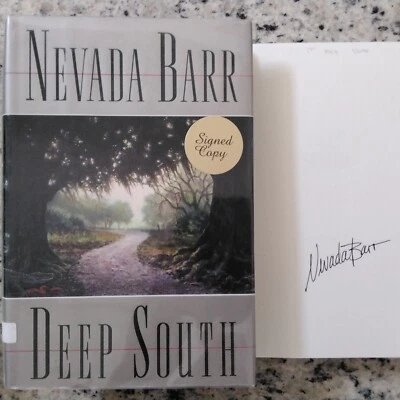 NEVADA BARR
Signed
Copy
DEEP SOUTH
Nevada Barr